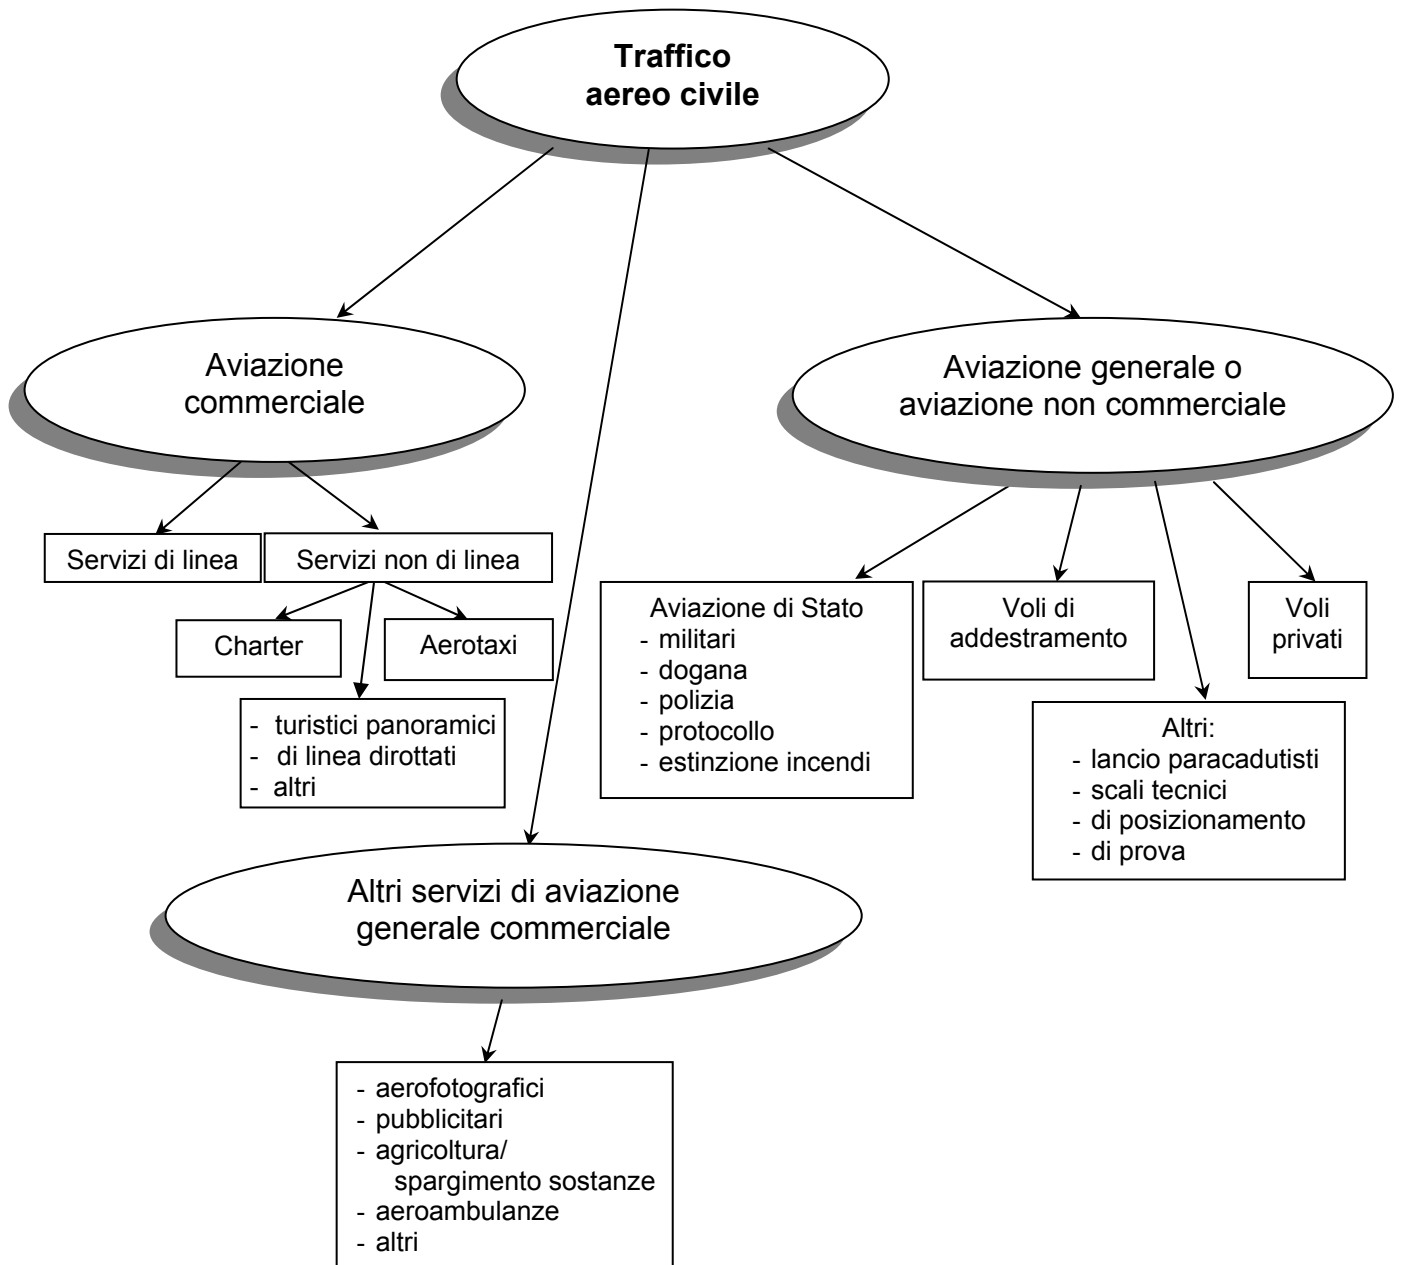 Traffico
aereo civile
Aviazione
commerciale
Aviazione generale o
aviazione non commerciale
Servizi di linea
Servizi non di linea
Charter
Aerotaxi
- turistici panoramici
- di linea dirottati
- altri
Aviazione di Stato
- militari
- dogana
- polizia
- protocollo
- estinzione incendi
Voli di
addestramento
Voli
privati
Altri:
- lancio paracadutisti
- scali tecnici
- di posizionamento
- di prova
Altri servizi di aviazione
generale commerciale
- aerofotografici
- pubblicitari
- agricoltura/
spargimento sostanze
- aeroambulanze
- altri